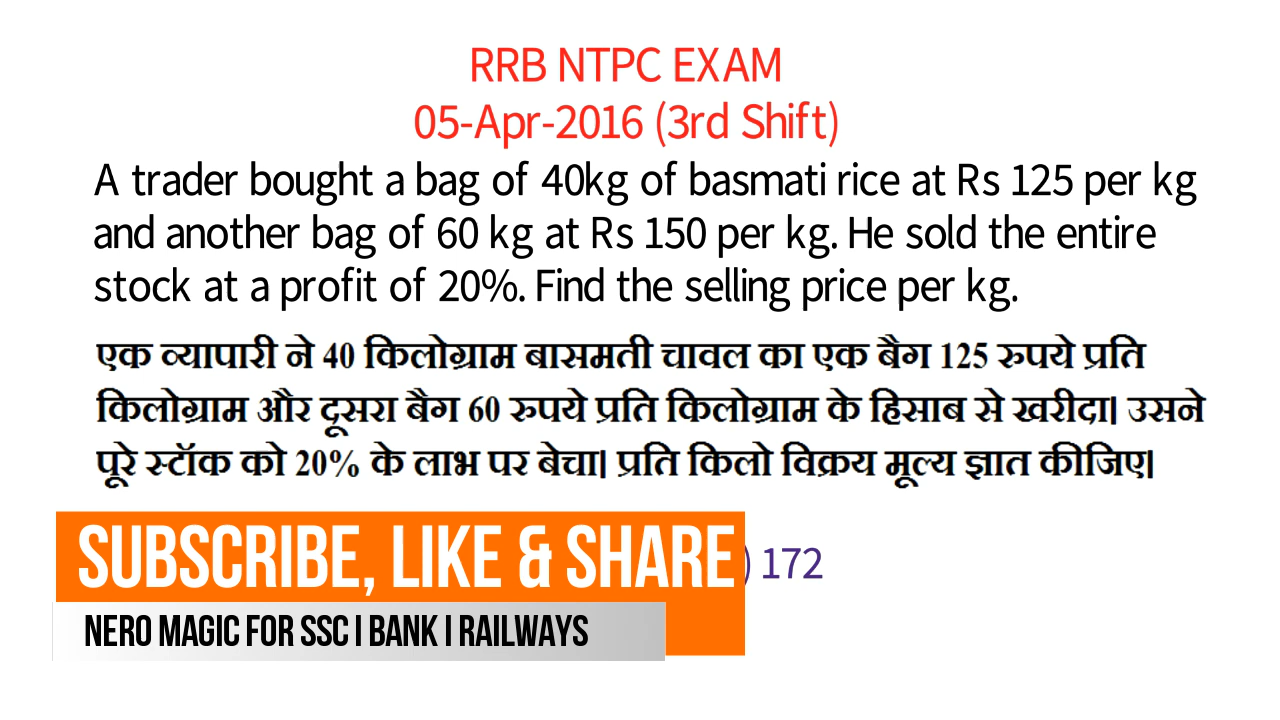 RRB NTPC EXAM
05-Apr-2016 (3rd Shift)
A trader bought a bag of 40kg of basmati rice at Rs 125 per kg
and another bag of 60 kg at Rs 150 per kg. He sold the entire
stock at a profit of 20%. Find the selling price per kg.
एक व्यापारी ने 40 किलोग्राम बासमती चावल का एक बैग 125 रुपये प्रति
किलोग्राम और दूसरा बैग 60 रुपये प्रति किलोग्राम के हिसाब से खरीदा। उसने
पूरे स्टॉक को 20% के लाभ पर बेचा। प्रति किलो विक्रय मूल्य ज्ञात कीजिए।
SUBSCRIBE, LIKE & SHARE ) 172
NERO MAGIC FOR SSC I BANK I RAILWAYS